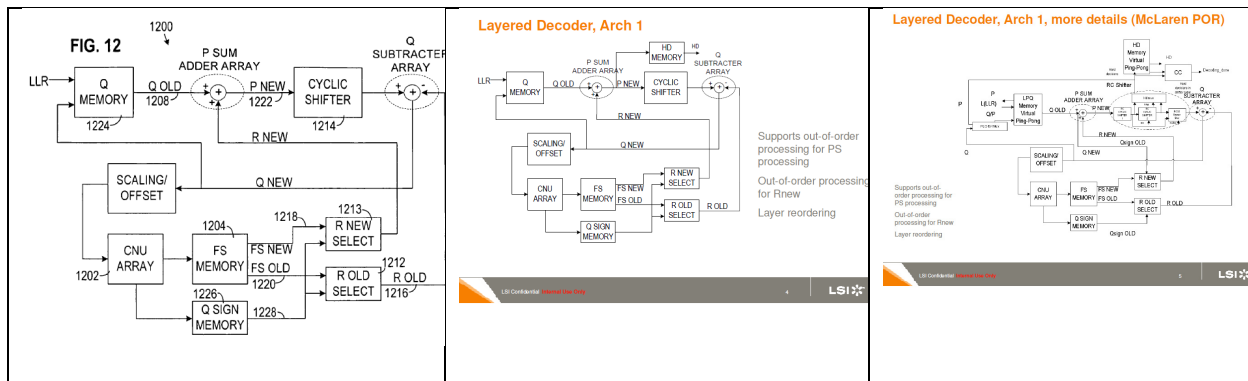 FIG. 12
1200
P SUM
ADDER ARRAY
Q
SUBTRACTER
ARRAY
LLR
Q
MEMORY
1224
Q OLD
1208
P NEW
1222
CYCLIC
SHIFTER
1214
R NEW
Q NEW
SCALING/
OFFSET
CNU
ARRAY
1202
1204
FS
MEMORY
1218
FS NEW
FS OLD
1220
1213
R NEW
SELECT
1212
R OLD
SELECT
R OLD
1216
1226
Q SIGN
MEMORY
1228
Layered Decoder, Arch 1
HD
MEMORY
HD
P SUM
ADDER ARRAY
Q
SUBTRACTER
ARRAY
LLR
Q
MEMORY
Q OLD
P NEW
CYCLIC
SHIFTER
R NEW
Q NEW
SCALING/
OFFSET
CNU
ARRAY
FS
MEMORY
FS NEW
FS OLD
R NEW
SELECT
R OLD
SELECT
R OLD
Q SIGN
MEMORY
Supports out-of-order
processing for PS
processing
Out-of-order processing
for Rnew
Layer reordering
LSI Confidential Internal Use Only
4
LSI
Layered Decoder, Arch 1, more details (McLaren POR)
HD
Memory
Virtual
Ping-Pong
HD
CC
Decoding_done
RC Shifter
P
P
L(LLR)
Q/P
LPQ
Memory
Virtual
Ping-Pong
Q OLD
P SUM
ADDER ARRAY
P NEW
Q
SUBTRACTER
ARRAY
R NEW
Qsign OLD
Q
Q NEW
SCALING/
OFFSET
CNU
ARRAY
FS
MEMORY
FS NEW
FS OLD
R NEW
SELECT
R OLD
SELECT
R OLD
Q SIGN
MEMORY
Qsign OLD
Supports out-of-
order processing for
PS processing
Out-of-order
processing for Rnew
Layer reordering
LSI Confidential Internal Use Only
5
LSI